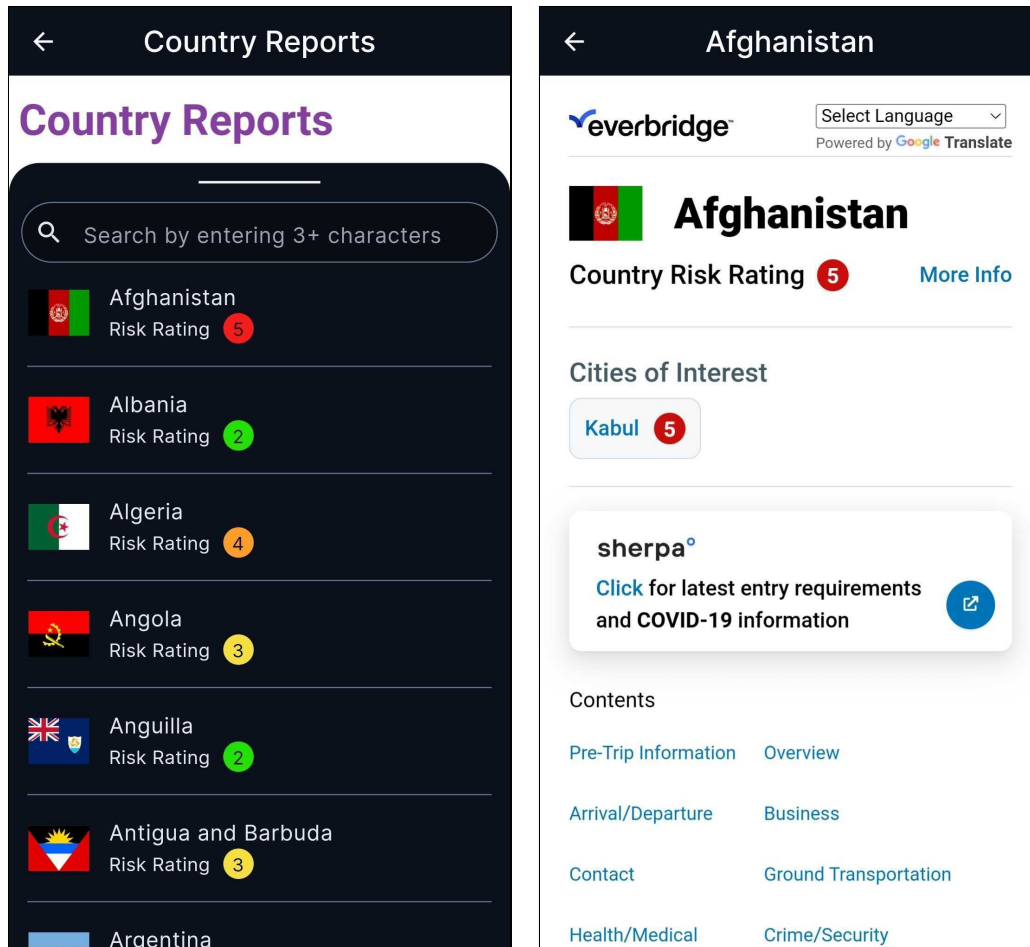 Country Reports
Country Reports
Search by entering 3+ characters
Afghanistan
Risk Rating 5
Albania
Risk Rating 2
Algeria
Risk Rating 4
Angola
Risk Rating 3
Anguilla
Risk Rating 2
Antigua and Barbuda
Risk Rating 3
Argentina
Afghanistan
everbridge™
Select Language
Powered by Google Translate
Afghanistan
Country Risk Rating 5 More Info
Cities of Interest
Kabul 5
sherpa°
Click for latest entry requirements
and COVID-19 information
Contents
Pre-Trip Information Overview
Arrival/Departure Business
Contact Ground Transportation
Health/Medical Crime/Security